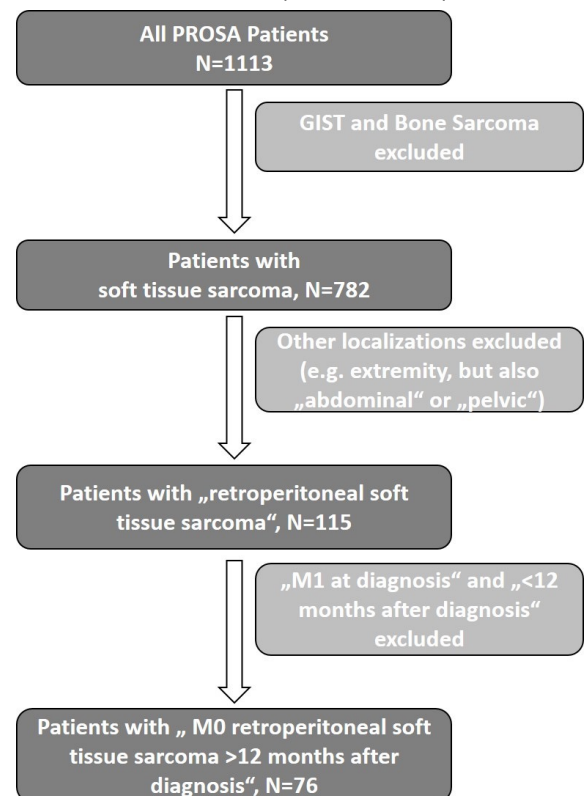 All PROSA Patients
N=1113
GIST and Bone Sarcoma
excluded
Patients with
soft tissue sarcoma, N=782
Other localizations excluded
(e.g. extremity, but also
„abdominal“ or „pelvic“)
Patients with „retroperitoneal soft
tissue sarcoma“, N=115
„M1 at diagnosis“ and „<12
months after diagnosis“
excluded
Patients with „ M0 retroperitoneal soft
tissue sarcoma >12 months after
diagnosis“, N=76